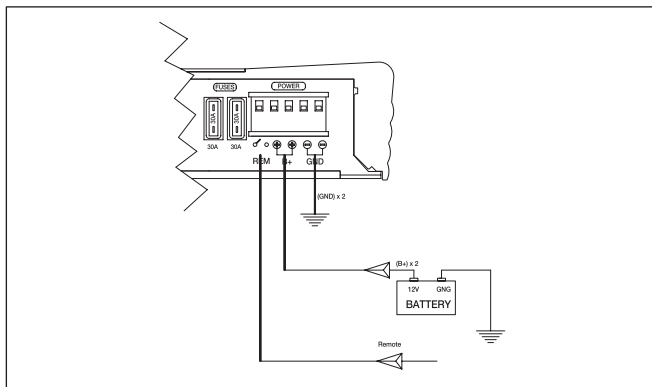 FUSES
POWER
30A
30A
30A 30A
REM B+ GND
(GND) x 2
(B+) x 2
12V GNG
BATTERY
Remote